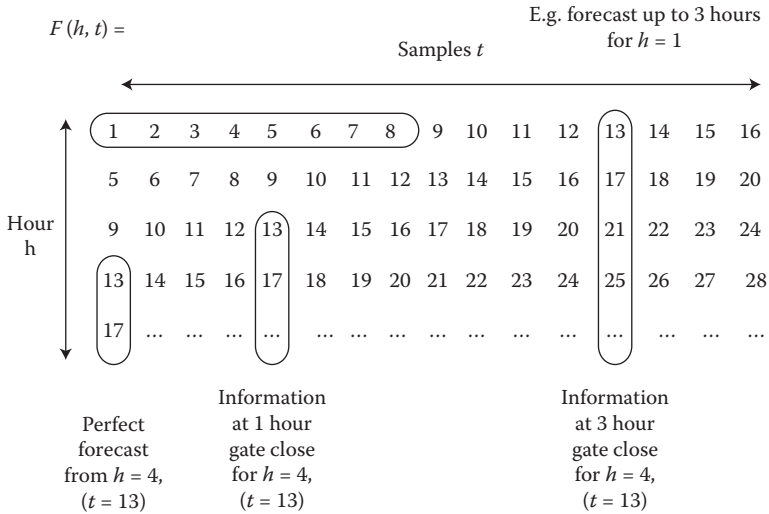 F (h, t) =
E.g. forecast up to 3 hours
for h = 1
Samples t
1 2 3 4 5 6 7 8 9 10 11 12 13 14 15 16
5 6 7 8 9 10 11 12 13 14 15 16 17 18 19 20
Hour
h
9 10 11 12 13 14 15 16 17 18 19 20 21 22 23 24
13 14 15 16 17 18 19 20 21 22 23 24 25 26 27 28
17 ... ... ... ... ... ... ... ... ... ... ... ... ... ... ...
Perfect
forecast
from h = 4,
(t = 13)
Information
at 1 hour
gate close
for h = 4,
(t = 13)
Information
at 3 hour
gate close
for h = 4,
(t = 13)